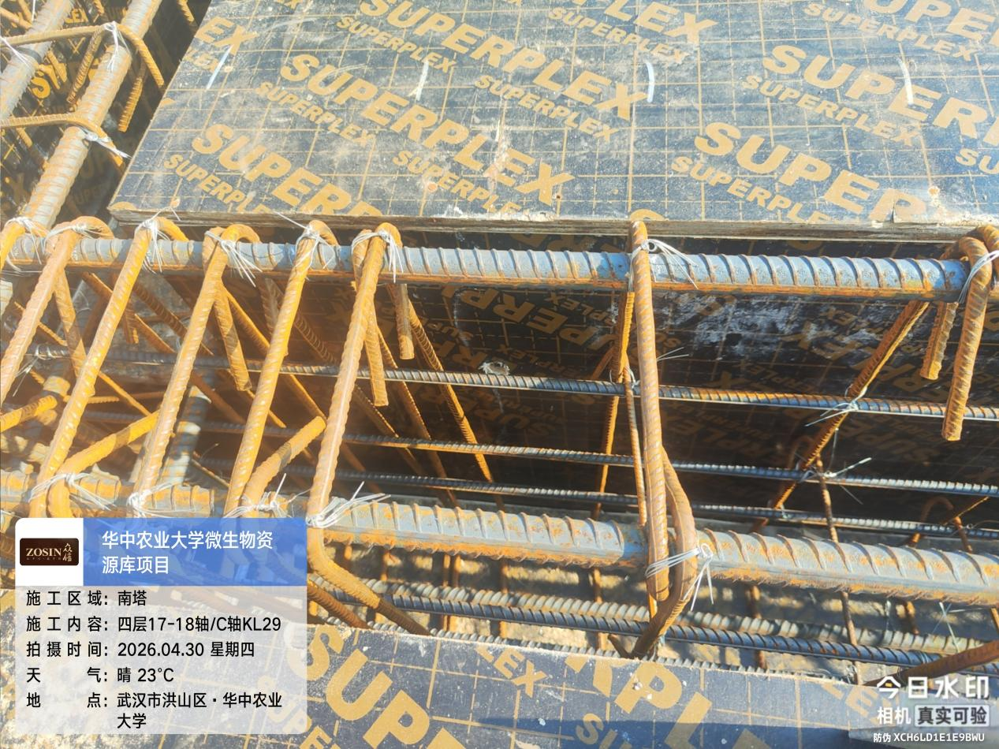 SUPERPLEX
SUPERPLEX
SUPERPLEX
SUPERPLEX
SUPERPLEX
SUPERPLEX
SUPERPLEX
ZOSIN 众信
华中农业大学微生物资
源库项目
施工区域：南塔
施工内容：四层17-18轴/C轴KL29
拍摄时间：2026.04.30 星期四
天气：晴 23°C
地点：武汉市洪山区·华中农业
大学
今日水印
相机 真实可验
防伪 XCH6LD1E1E9BWU